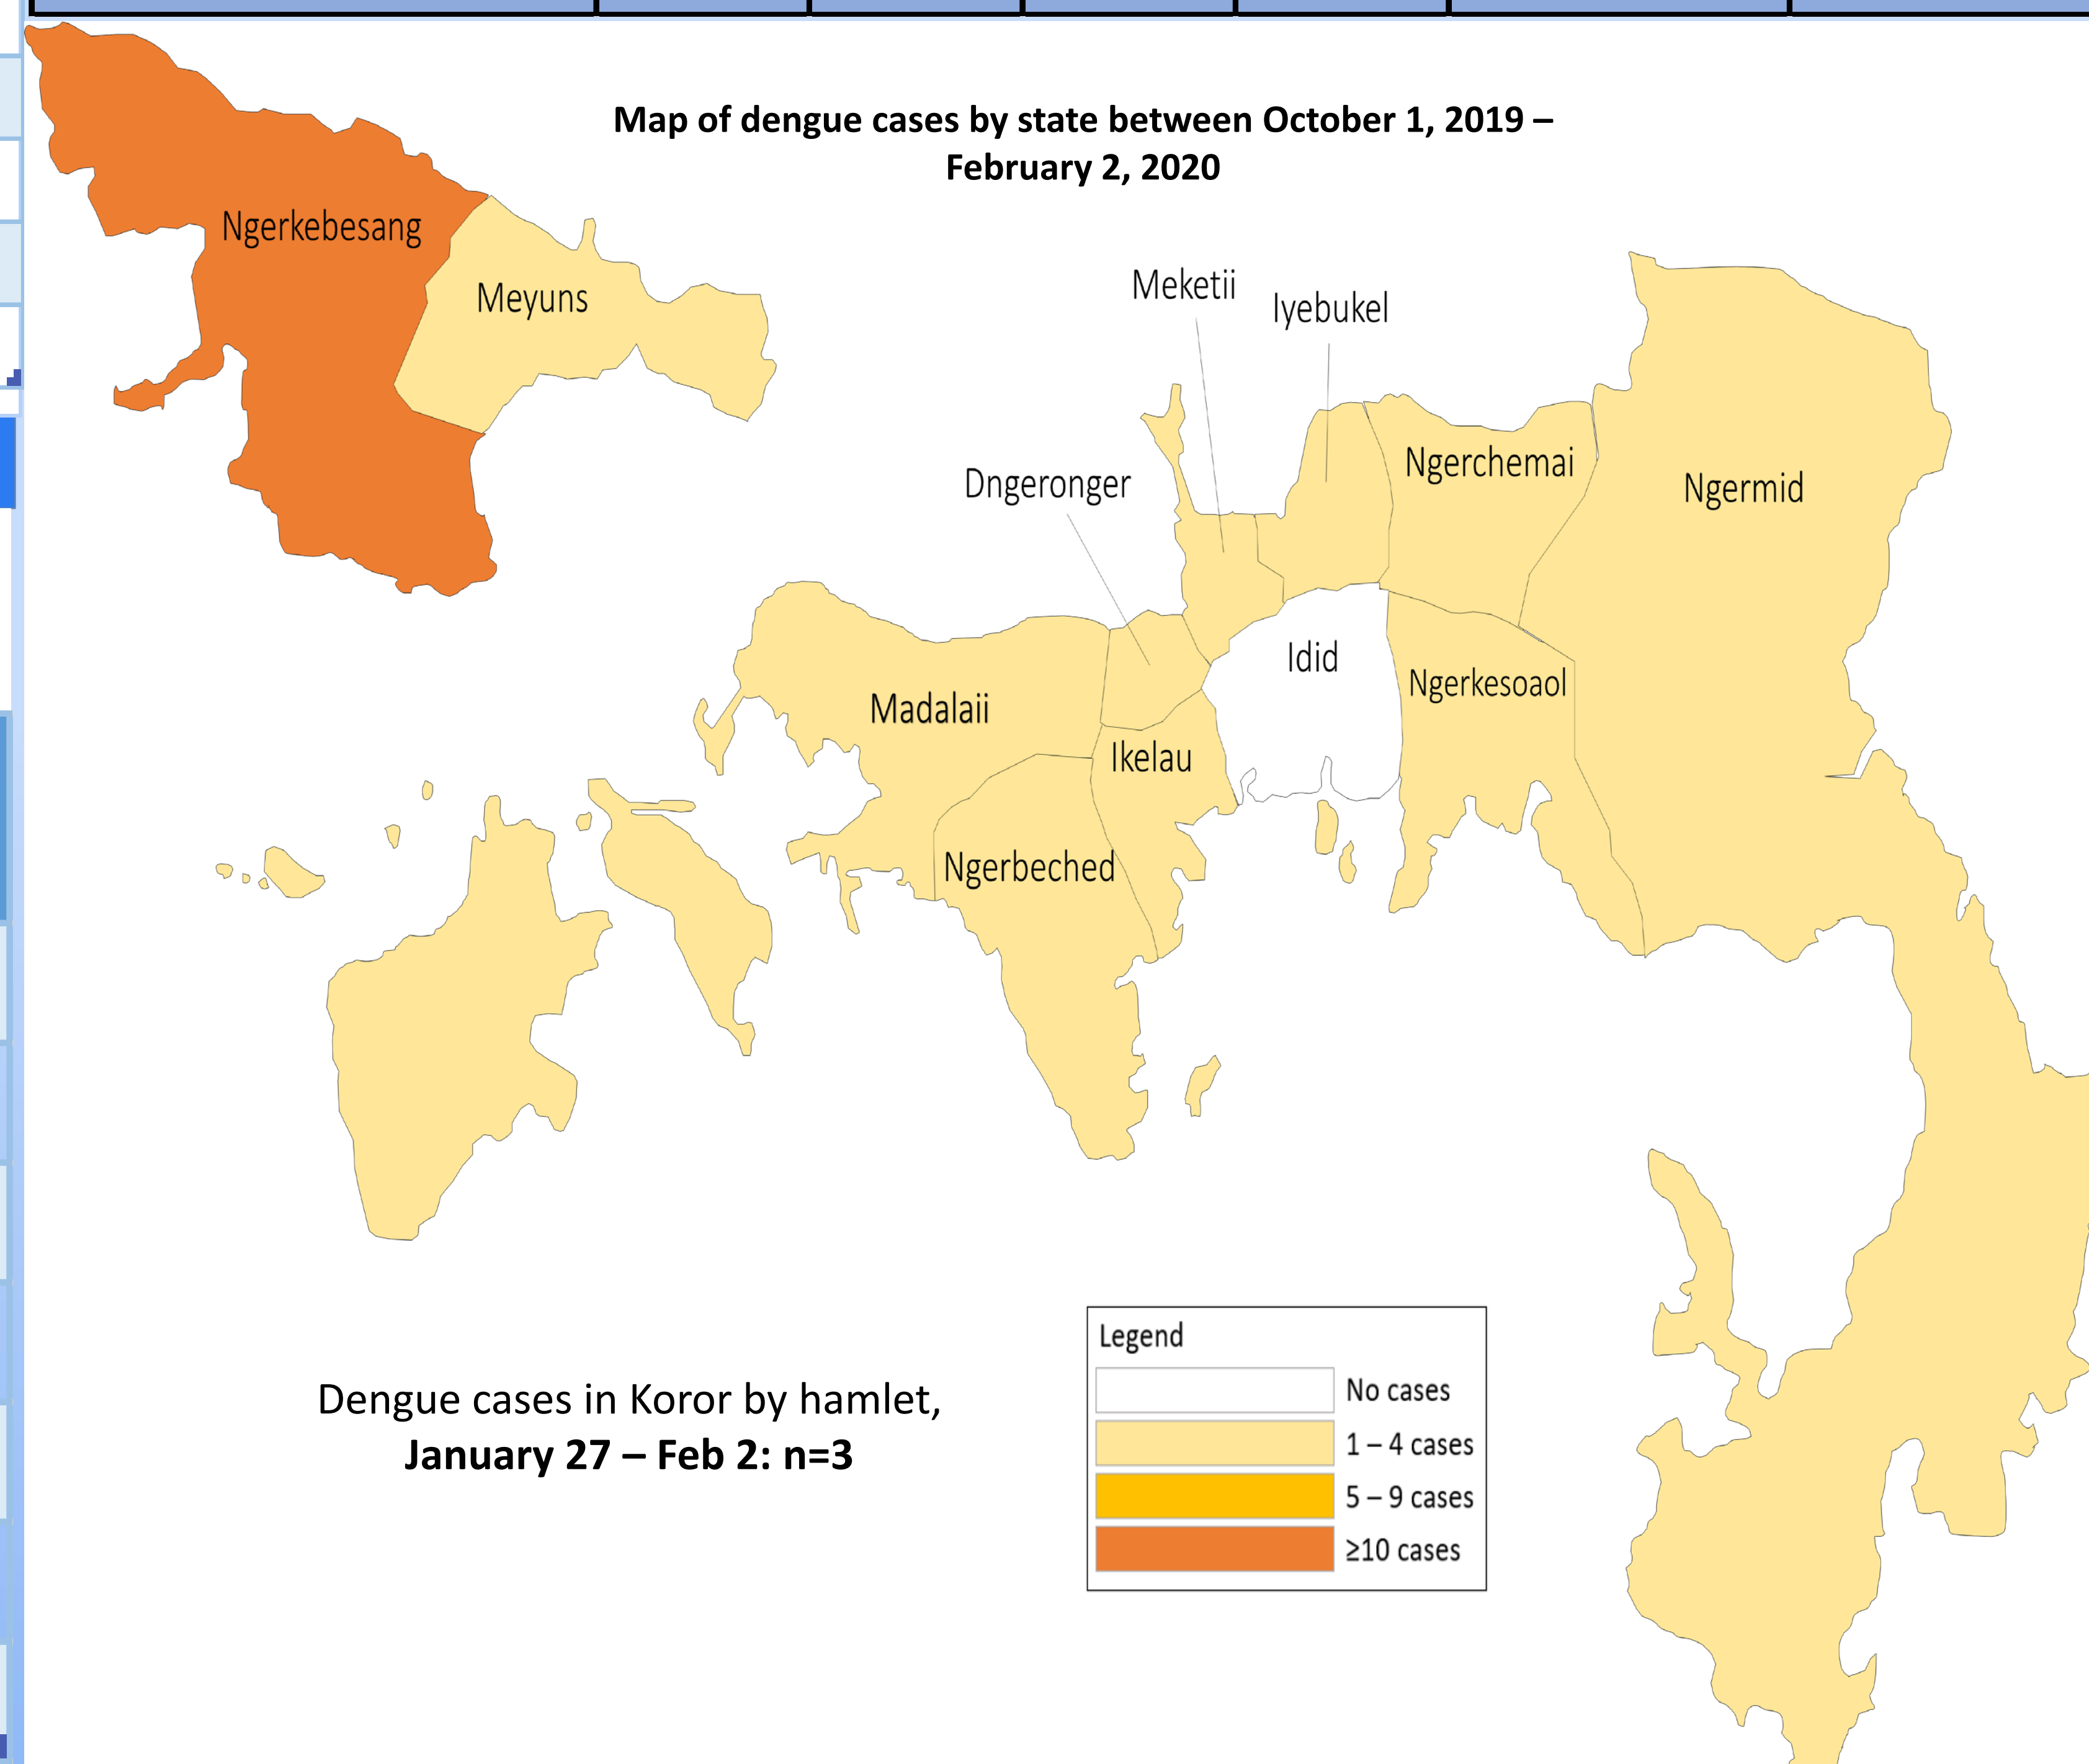 Map of dengue cases by state between October 1, 2019 –
February 2, 2020
Ngerkebesang
Meyuns
Meketii
Iyebukel
Dngeronger
Ngerchemai
Ngermid
Idid
Ngerkesoaol
Madalaii
Ikelau
Ngerbeched
Dengue cases in Koror by hamlet,
January 27 – Feb 2: n=3
Legend
No cases
1 – 4 cases
5 – 9 cases
≥10 cases